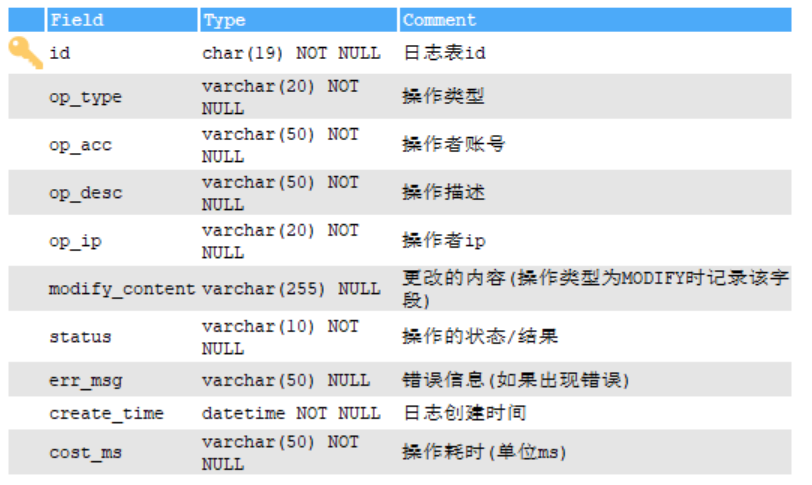 Field Type Comment
id char(19) NOT NULL 日志表id
op_type varchar(20) NOT NULL 操作类型
op_acc varchar(50) NOT NULL 操作者账号
op_desc varchar(50) NOT NULL 操作描述
op_ip varchar(20) NOT NULL 操作者ip
modify_content varchar(255) NULL 更改的内容(操作类型为MODIFY时记录该字段)
status varchar(10) NOT NULL 操作的状态/结果
err_msg varchar(50) NULL 错误信息(如果出现错误)
create_time datetime NOT NULL 日志创建时间
cost_ms varchar(50) NOT NULL 操作耗时(单位ms)